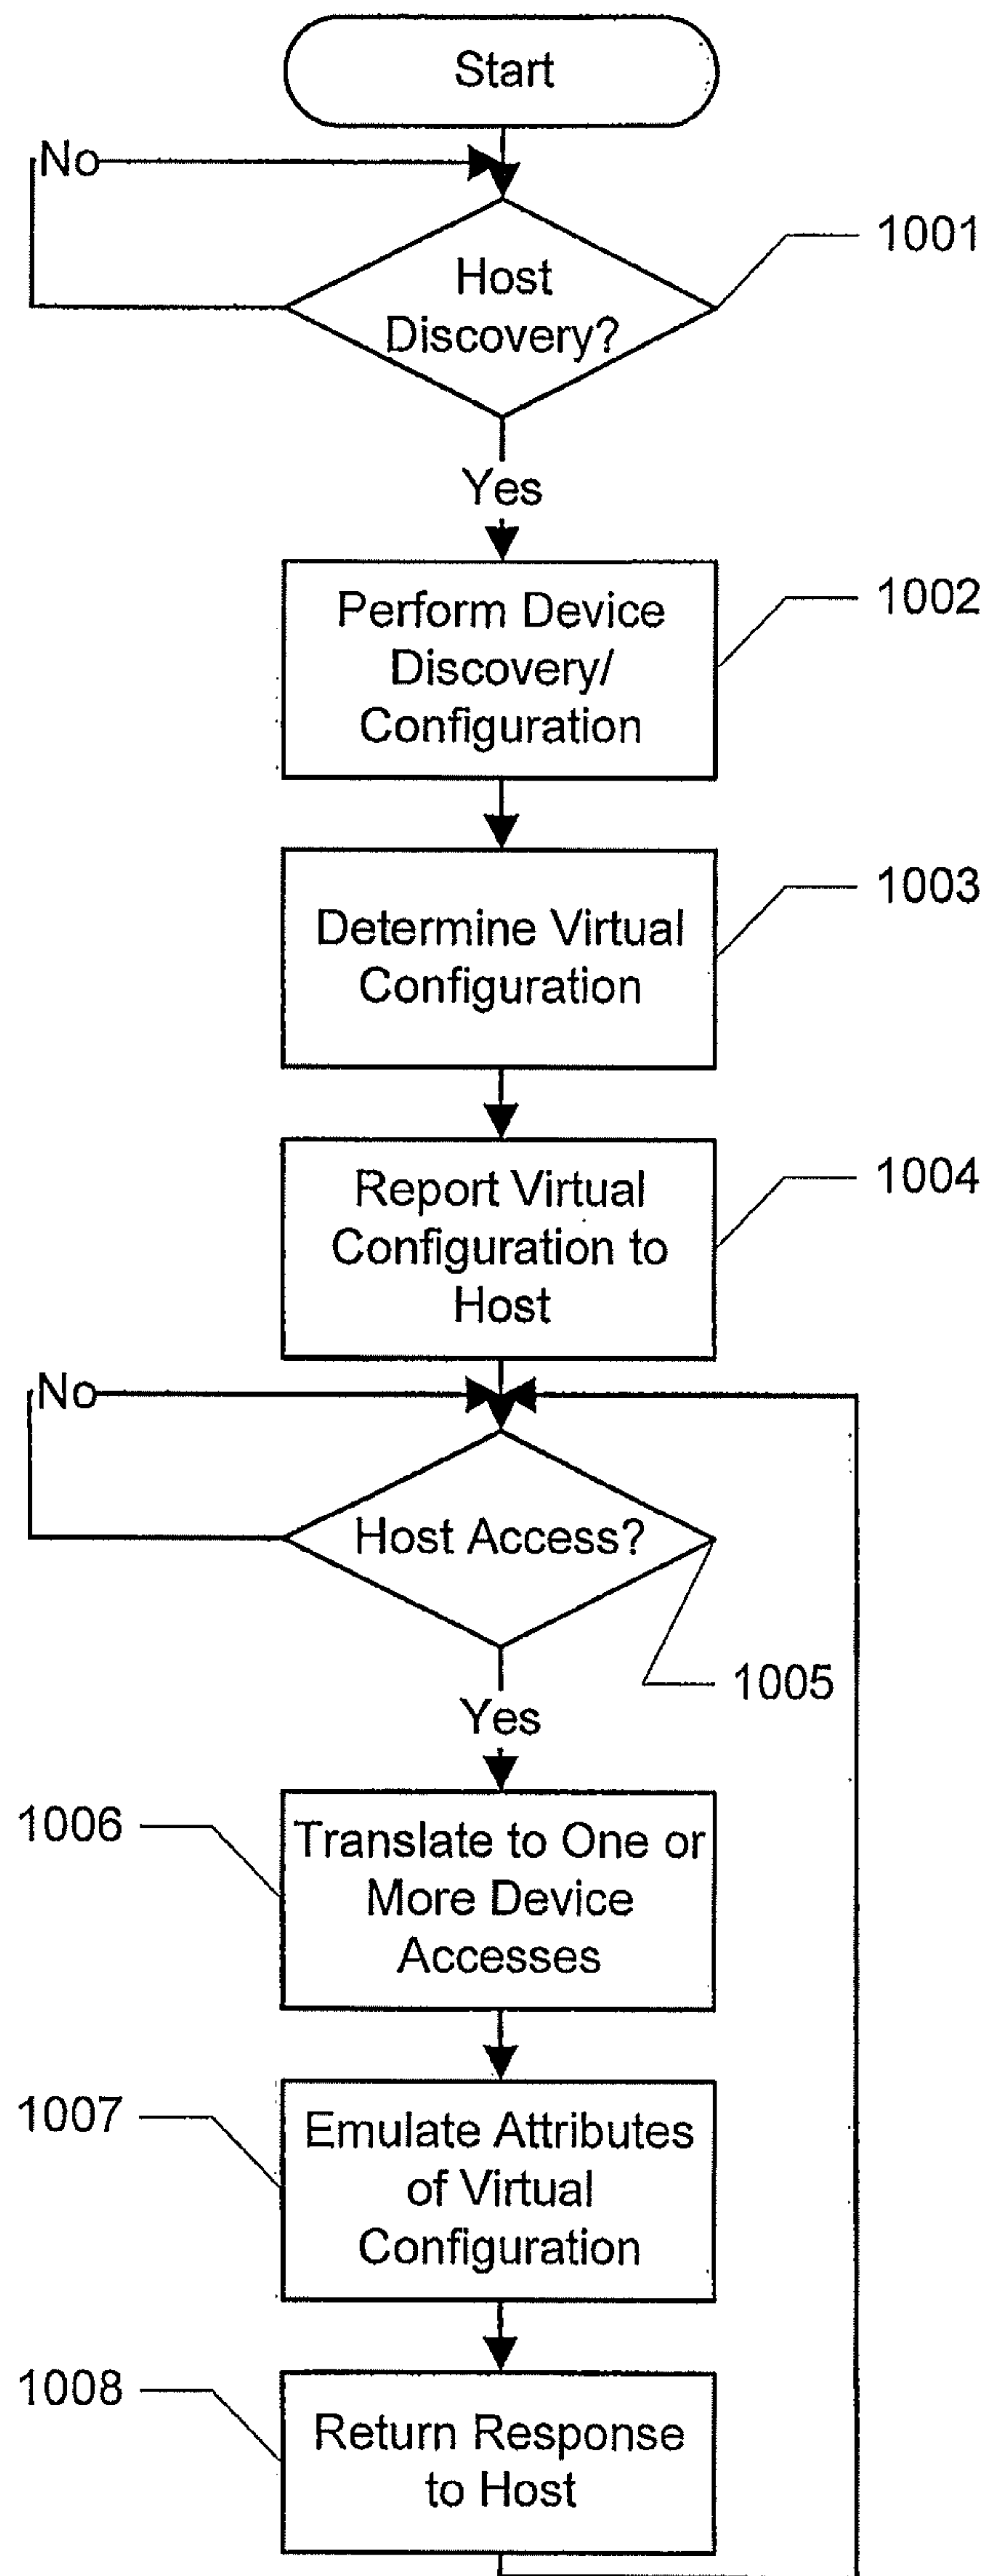 Start
No
Host
Discovery?
1001
Yes
Perform Device
Discovery/
Configuration
1002
Determine Virtual
Configuration
1003
Report Virtual
Configuration to
Host
1004
No
Host Access?
1005
Yes
1006
Translate to One or
More Device
Accesses
1007
Emulate Attributes
of Virtual
Configuration
1008
Return Response
to Host